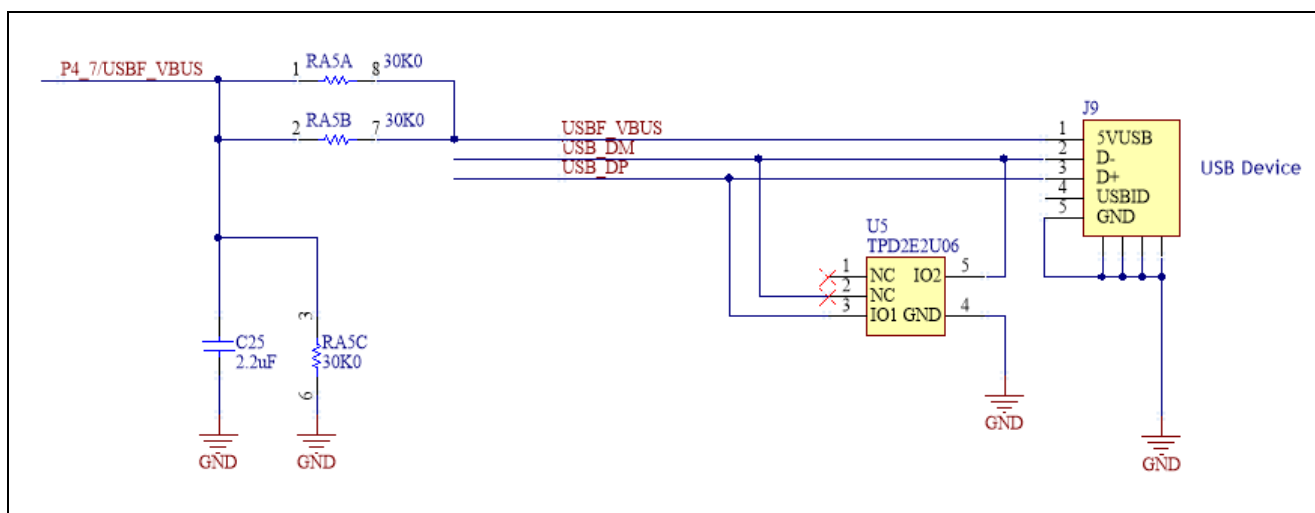 P4_7/USBF_VBUS
1 RA5A 8 30K0
2 RA5B 7 30K0
USBF_VBUS
USB_DM
USB_DP
J9
1 5VUSB
2 D-
3 D+
4 USBID
5 GND
USB Device
U5
TPD2E2U06
1 NC IO2 5
2 NC
3 IO1 GND 4
C25
2.2uF
3
RA5C
30K0
6
GND
GND
GND
GND